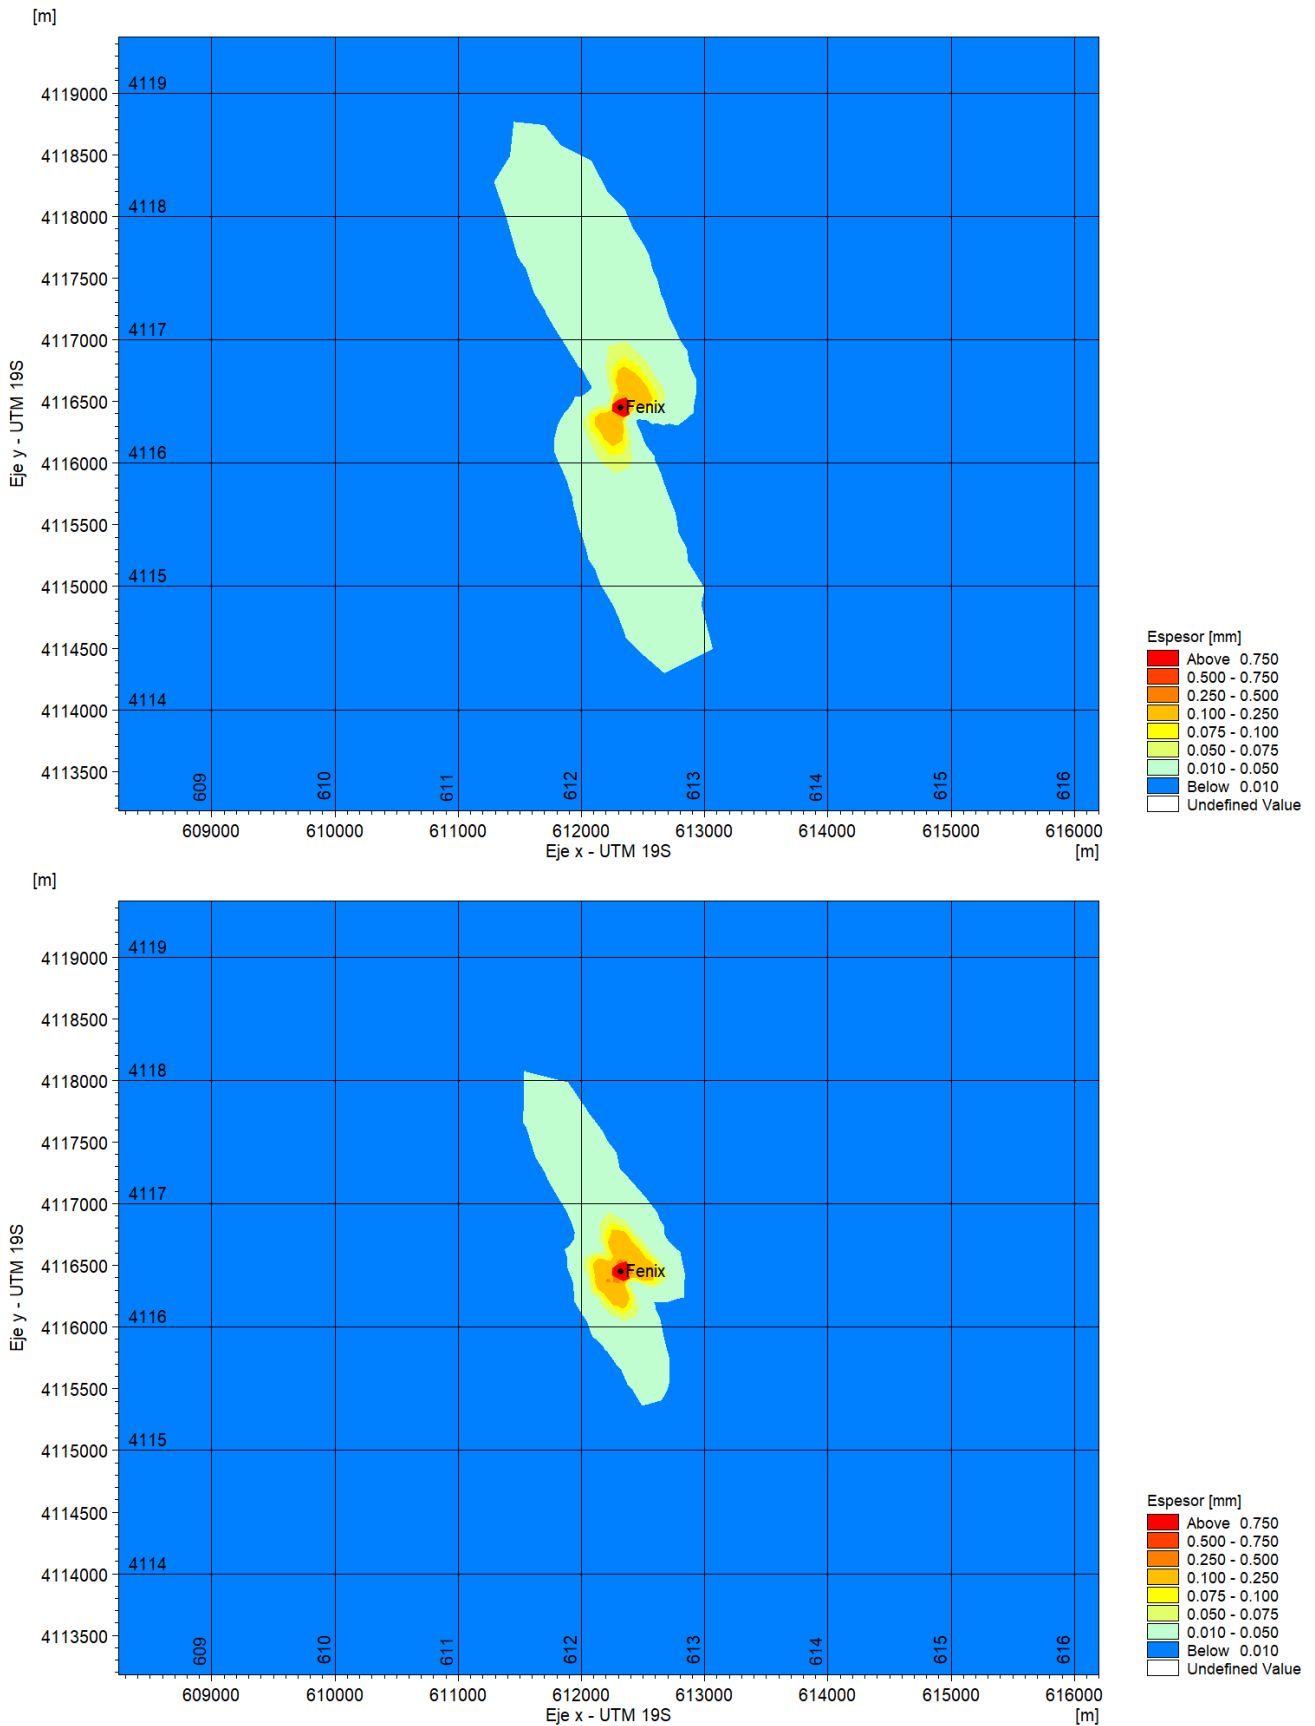 [m]
4119000
4118500
4118000
4117500
4117000
4116500
4116000
4115500
4115000
4114500
4114000
4113500
Eje y - UTM 19S
4119
4118
4117
4116
4115
4114
Fenix
609
610
611
612
613
614
615
616
609000 610000 611000 612000 613000 614000 615000 616000
Eje x - UTM 19S
[m]
Espesor [mm]
Above 0.750
0.500 - 0.750
0.250 - 0.500
0.100 - 0.250
0.075 - 0.100
0.050 - 0.075
0.010 - 0.050
Below 0.010
Undefined Value
[m]
4119000
4118500
4118000
4117500
4117000
4116500
4116000
4115500
4115000
4114500
4114000
4113500
Eje y - UTM 19S
4119
4118
4117
4116
4115
4114
Fenix
609
610
611
612
613
614
615
616
609000 610000 611000 612000 613000 614000 615000 616000
Eje x - UTM 19S
[m]
Espesor [mm]
Above 0.750
0.500 - 0.750
0.250 - 0.500
0.100 - 0.250
0.075 - 0.100
0.050 - 0.075
0.010 - 0.050
Below 0.010
Undefined Value